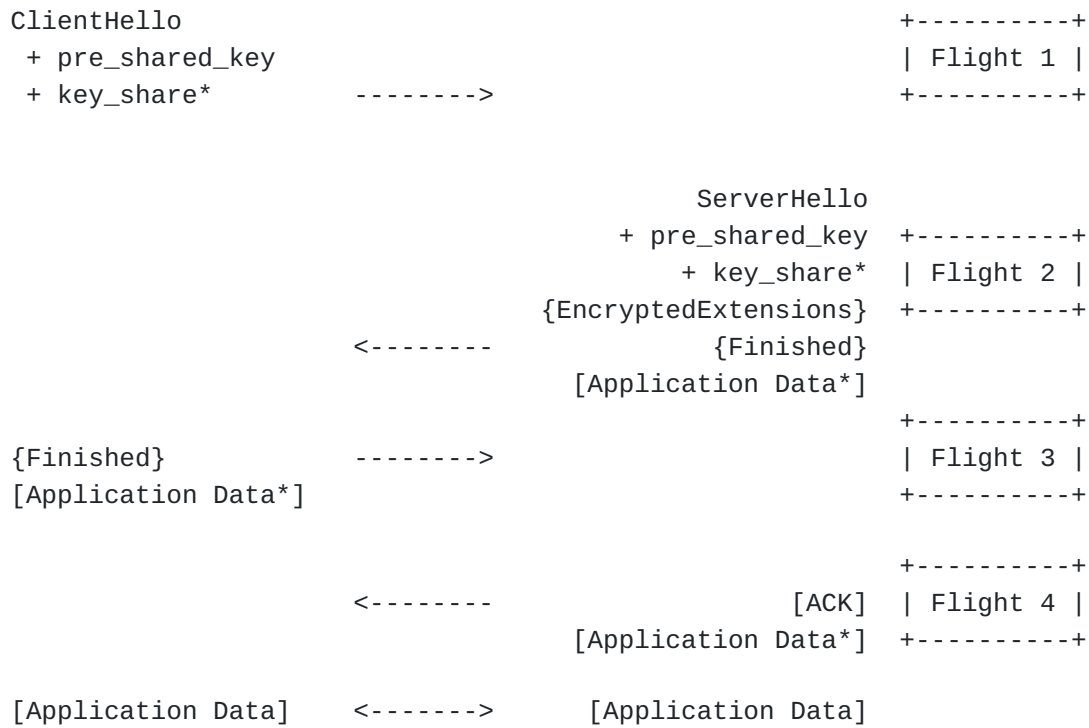 ClientHello                                            +----------+
 + pre_shared_key                                      | Flight 1 |
 + key_share*         -------->                        +----------+
                                          ServerHello
                                     + pre_shared_key  +----------+
                                         + key_share*  | Flight 2 |
                                {EncryptedExtensions}  +----------+
                      <--------            {Finished}
                                  [Application Data*]
                                                       +----------+
{Finished}            -------->                        | Flight 3 |
[Application Data*]                                    +----------+
                                                       +----------+
                      <--------                 [ACK]  | Flight 4 |
                                  [Application Data*]  +----------+
[Application Data]    <------->    [Application Data]